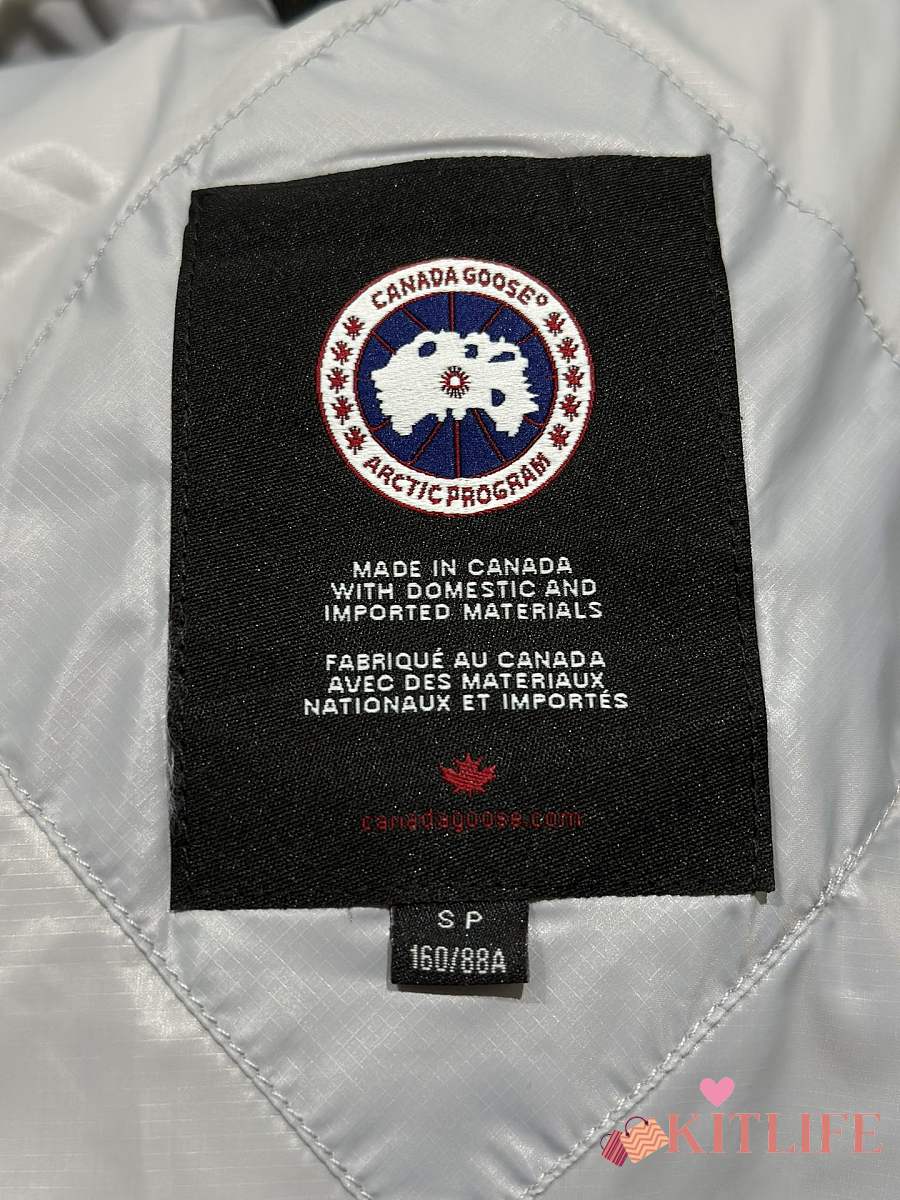 CANADA GOOSE®
ARCTIC PROGRAM
MADE IN CANADA
WITH DOMESTIC AND
IMPORTED MATERIALS
FABRIQUÉ AU CANADA
AVEC DES MATERIAUX
NATIONAUX ET IMPORTÉS
canadagoose.com
SP
160/88A
KITLIFE